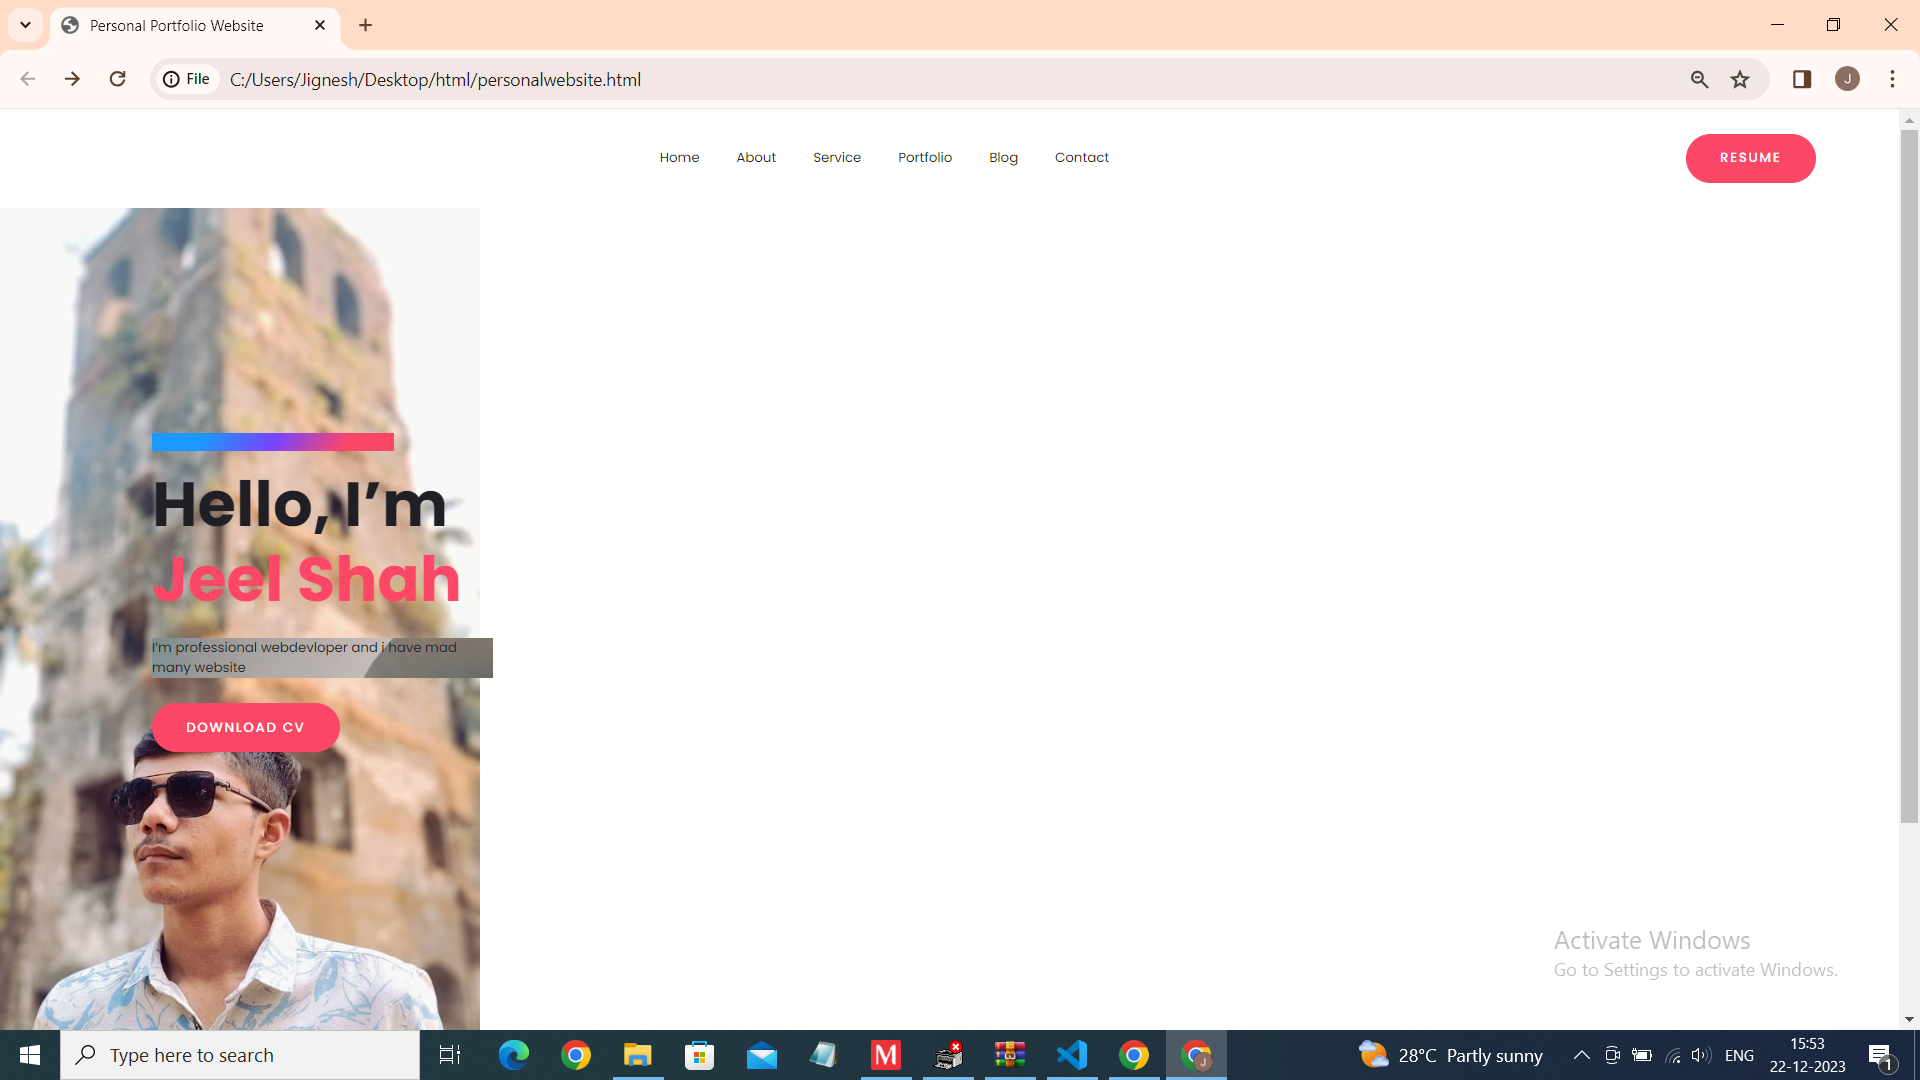 Personal Portfolio Website
File
C:/Users/Jignesh/Desktop/html/personalwebsite.html
J
Home About Service Portfolio Blog Contact
RESUME
Hello, I’m
Jeel Shah
I’m professional webdevloper and i have mad
many website
DOWNLOAD CV
Activate Windows
Go to Settings to activate Windows.
Type here to search
M
J
28°C Partly sunny
ENG
15:53
22-12-2023
1